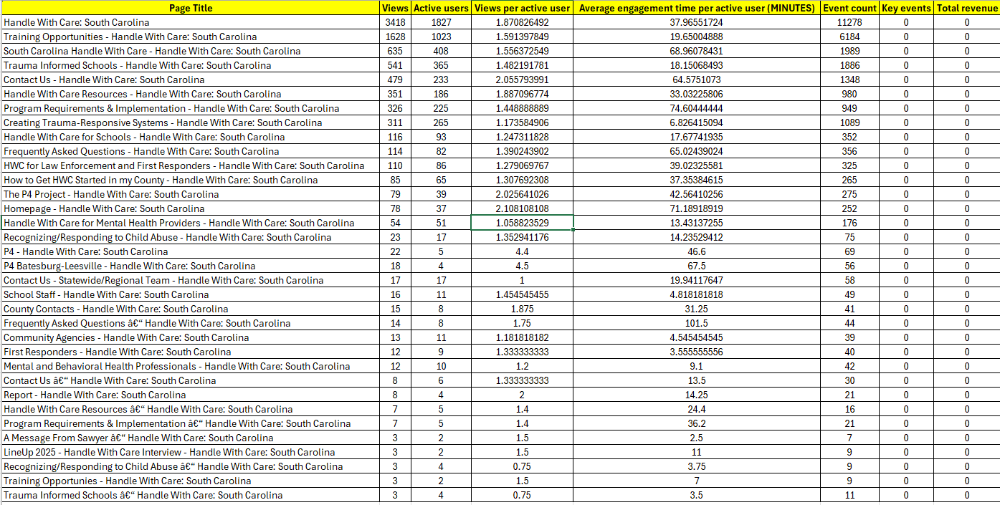 Page Title Views Active users Views per active user Average engagement time per active user (MINUTES) Event count Key events Total revenue
Handle With Care: South Carolina 3418 1827 1.870826492 37.96551724 11278 0 0
Training Opportunities - Handle With Care: South Carolina 1628 1023 1.591397849 19.65004888 6184 0 0
South Carolina Handle With Care - Handle With Care: South Carolina 635 408 1.556372549 68.96078431 1989 0 0
Trauma Informed Schools - Handle With Care: South Carolina 541 365 1.482191781 18.15068493 1886 0 0
Contact Us - Handle With Care: South Carolina 479 233 2.055793991 64.5751073 1348 0 0
Handle With Care Resources - Handle With Care: South Carolina 351 186 1.887096774 33.03225806 980 0 0
Program Requirements & Implementation - Handle With Care: South Carolina 326 225 1.448888889 74.60444444 949 0 0
Creating Trauma-Responsive Systems - Handle With Care: South Carolina 311 265 1.173584906 6.826415094 1089 0 0
Handle With Care for Schools - Handle With Care: South Carolina 116 93 1.247311828 17.67741935 352 0 0
Frequently Asked Questions - Handle With Care: South Carolina 114 82 1.390243902 65.02439024 356 0 0
HWC for Law Enforcement and First Responders - Handle With Care: South Carolina 110 86 1.279069767 39.02325581 325 0 0
How to Get HWC Started in my County - Handle With Care: South Carolina 85 65 1.307692308 37.35384615 265 0 0
The P4 Project - Handle With Care: South Carolina 79 39 2.025641026 42.56410256 275 0 0
Homepage - Handle With Care: South Carolina 78 37 2.108108108 71.18918919 252 0 0
Handle With Care for Mental Health Providers - Handle With Care: South Carolina 54 51 1.058823529 13.43137255 176 0 0
Recognizing/Responding to Child Abuse - Handle With Care: South Carolina 23 17 1.352941176 14.23529412 75 0 0
P4 - Handle With Care: South Carolina 22 5 4.4 46.6 69 0 0
P4 Batesburg-Leesville - Handle With Care: South Carolina 18 4 4.5 67.5 56 0 0
Contact Us - Statewide/Regional Team - Handle With Care: South Carolina 17 17 1 19.94117647 58 0 0
School Staff - Handle With Care: South Carolina 16 11 1.454545455 4.818181818 49 0 0
County Contacts - Handle With Care: South Carolina 15 8 1.875 31.25 41 0 0
Frequently Asked Questions â€“ Handle With Care: South Carolina 14 8 1.75 101.5 44 0 0
Community Agencies - Handle With Care: South Carolina 13 11 1.181818182 4.545454545 39 0 0
First Responders - Handle With Care: South Carolina 12 9 1.333333333 3.555555556 40 0 0
Mental and Behavioral Health Professionals - Handle With Care: South Carolina 12 10 1.2 9.1 42 0 0
Contact Us â€“ Handle With Care: South Carolina 8 6 1.333333333 13.5 30 0 0
Report - Handle With Care: South Carolina 8 4 2 14.25 21 0 0
Handle With Care Resources â€“ Handle With Care: South Carolina 7 5 1.4 24.4 16 0 0
Program Requirements & Implementation â€“ Handle With Care: South Carolina 7 5 1.4 36.2 21 0 0
A Message From Sawyer â€“ Handle With Care: South Carolina 3 2 1.5 2.5 7 0 0
LineUp 2025 - Handle With Care Interview - Handle With Care: South Carolina 3 2 1.5 11 9 0 0
Recognizing/Responding to Child Abuse â€“ Handle With Care: South Carolina 3 4 0.75 3.75 9 0 0
Training Opportunies - Handle With Care: South Carolina 3 2 1.5 7 9 0 0
Trauma Informed Schools â€“ Handle With Care: South Carolina 3 4 0.75 3.5 11 0 0